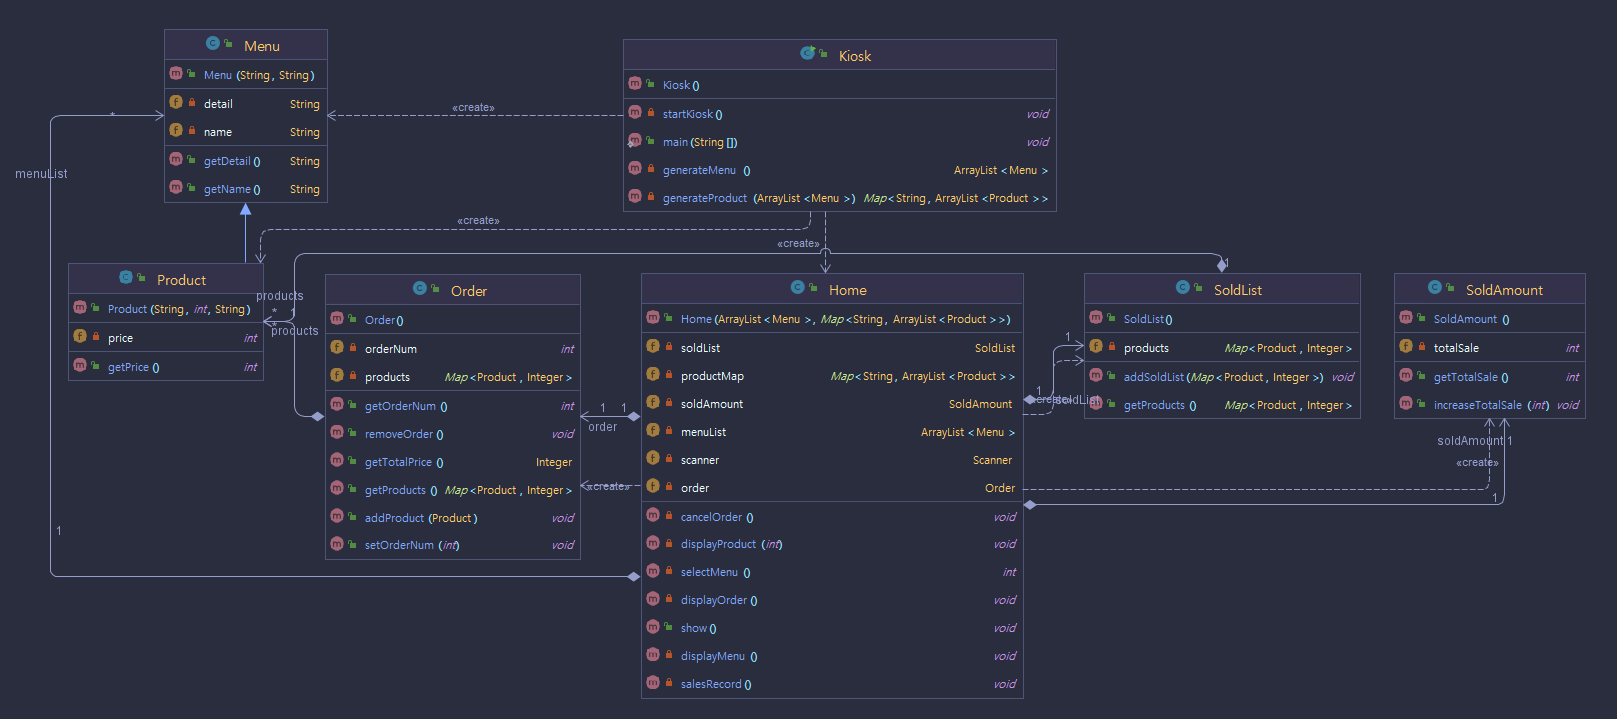 Menu
Menu (String, String)
detail String
name String
getDetail () String
getName () String
Kiosk
Kiosk ()
startKiosk () void
main (String []) void
generateMenu () ArrayList <Menu >
generateProduct (ArrayList <Menu >) Map<String, ArrayList <Product >>
«create»
«create»
«create»
menuList
*
1
Product
Product (String, int, String)
price int
getPrice () int
products
* 1
*
products
Order
Order()
orderNum int
products Map<Product, Integer >
getOrderNum () int
removeOrder () void
getTotalPrice () Integer
getProducts () Map<Product, Integer >
addProduct (Product) void
setOrderNum (int) void
1 1
order
«create»
Home
Home (ArrayList <Menu >, Map<String, ArrayList <Product >>)
soldList SoldList
productMap Map<String, ArrayList <Product >>
soldAmount SoldAmount
menuList ArrayList <Menu >
scanner Scanner
order Order
cancelOrder () void
displayProduct (int) void
selectMenu () int
displayOrder () void
show () void
displayMenu () void
salesRecord () void
1
1
soldList
1
SoldList
SoldList()
products Map<Product, Integer >
addSoldList (Map<Product, Integer >) void
getProducts () Map<Product, Integer >
SoldAmount
SoldAmount ()
totalSale int
getTotalSale () int
increaseTotalSale (int) void
soldAmount 1
«create»
1